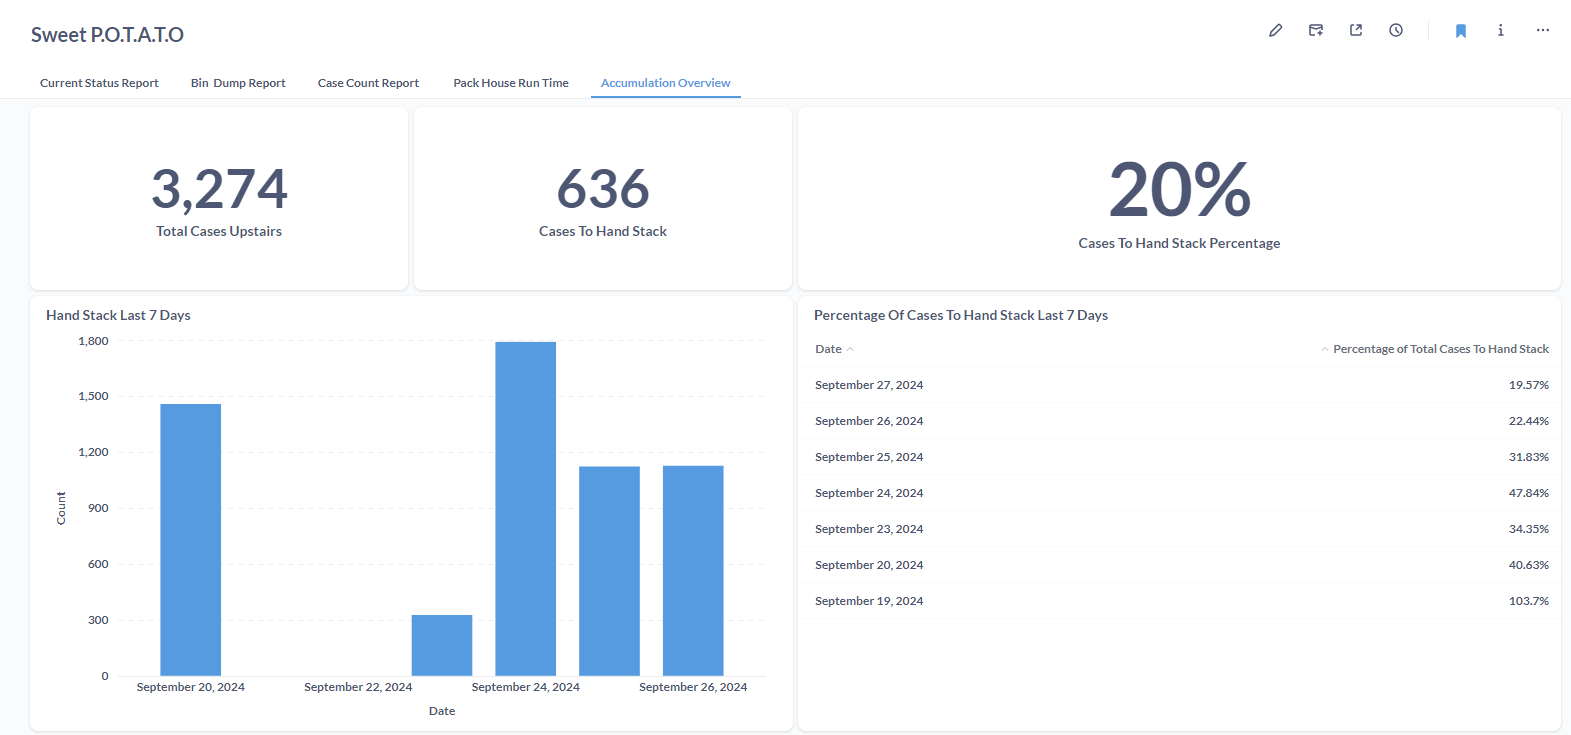 Sweet P.O.T.A.T.O
Current Status Report
Bin Dump Report
Case Count Report
Pack House Run Time
Accumulation Overview
3,274
Total Cases Upstairs
636
Cases To Hand Stack
20%
Cases To Hand Stack Percentage
Hand Stack Last 7 Days
1,800
1,500
1,200
900
600
300
0
Count
September 20, 2024
September 22, 2024
September 24, 2024
September 26, 2024
Date
Percentage Of Cases To Hand Stack Last 7 Days
Date Percentage of Total Cases To Hand Stack
September 27, 2024 19.57%
September 26, 2024 22.44%
September 25, 2024 31.83%
September 24, 2024 47.84%
September 23, 2024 34.35%
September 20, 2024 40.63%
September 19, 2024 103.7%